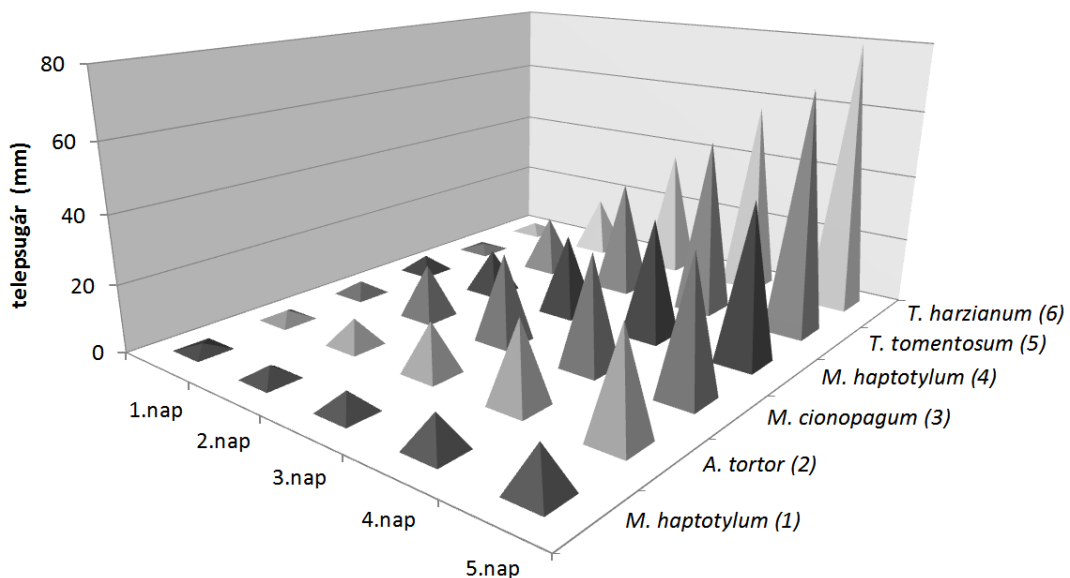 telepsugár (mm)
80
60
40
20
0
1.nap
2.nap
3.nap
4.nap
5.nap
T. harzianum (6)
T. tomentosum (5)
M. haptotylum (4)
M. cionopagum (3)
A. tortor (2)
M. haptotylum (1)